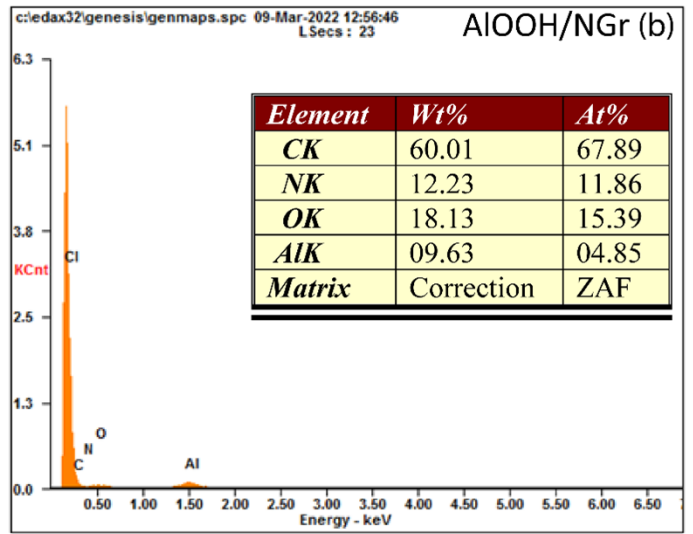 c:\edax32\genesis\genmaps.spc 09-Mar-2022 12:56:46
LSecs : 23
AlOOH/NGr (b)
Element Wt% At%
CK 60.01 67.89
NK 12.23 11.86
OK 18.13 15.39
AlK 09.63 04.85
Matrix Correction ZAF
6.3
5.1
3.8
KCnt
2.5
1.3
0.0
Cl
C
N
O
Al
0.50 1.00 1.50 2.00 2.50 3.00 3.50 4.00 4.50 5.00 5.50 6.00 6.50 7
Energy - keV